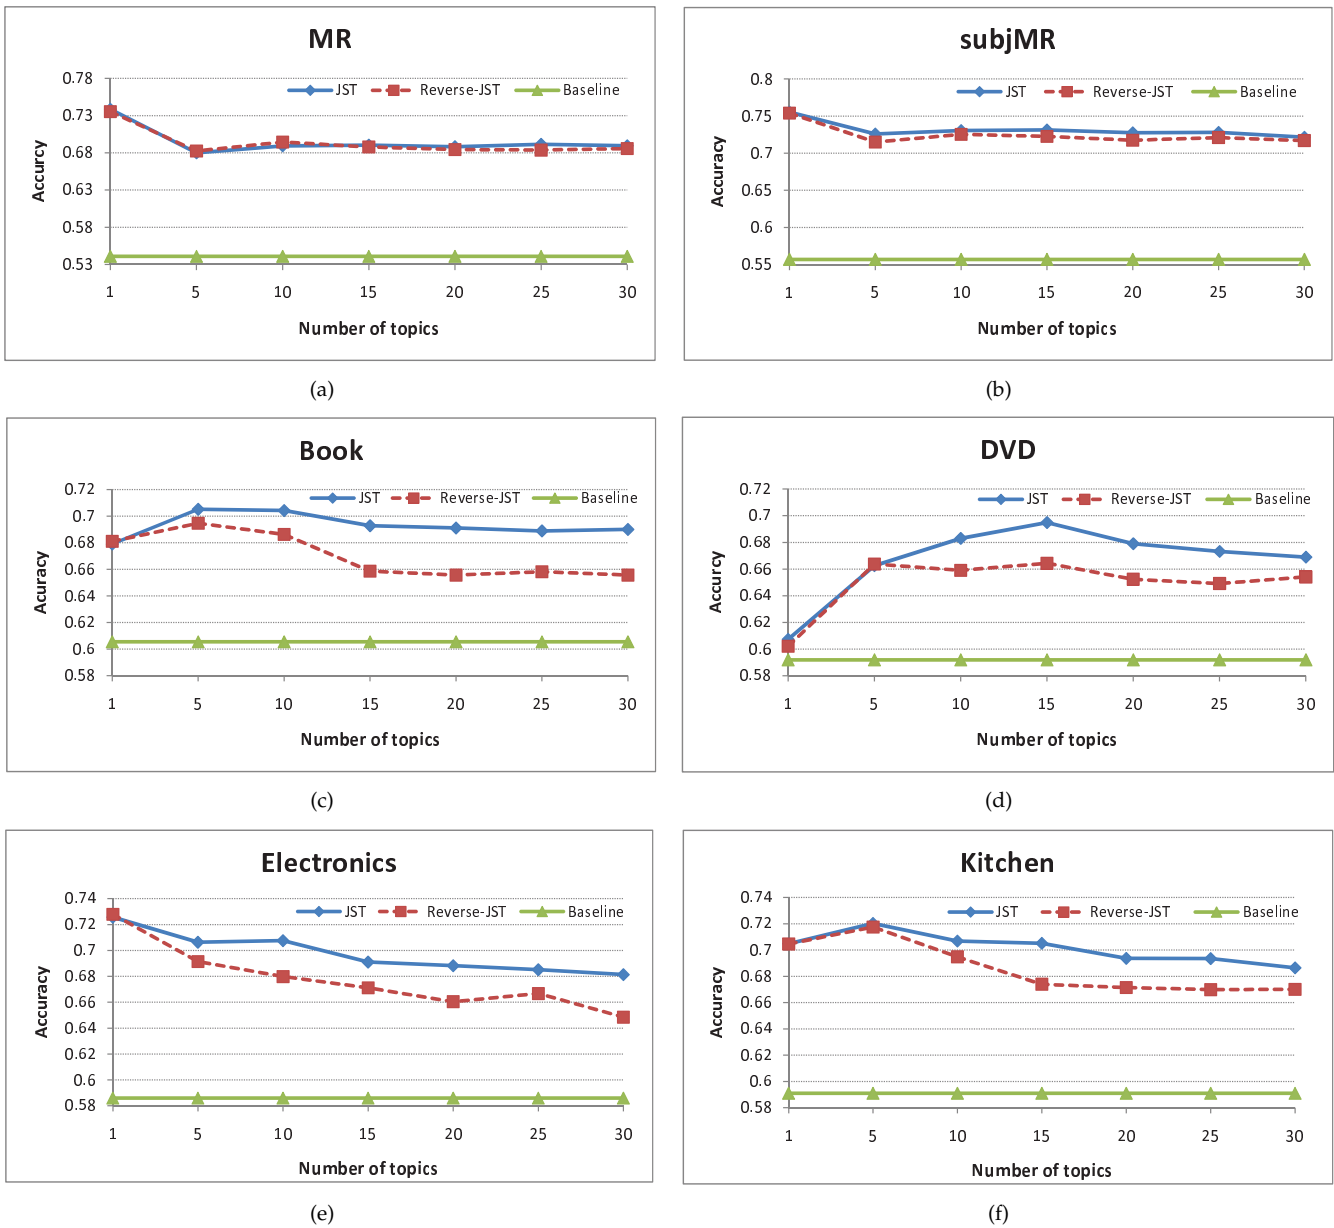 MR
0.78
0.73
0.68
0.63
0.58
0.53
JST Reverse-JST Baseline
Accurcy
1 5 10 15 20 25 30
Number of topics
(a)
subjMR
0.8
0.75
0.7
0.65
0.6
0.55
JST Reverse-JST Baseline
Accuracy
1 5 10 15 20 25 30
Number of topics
(b)
Book
0.72
0.7
0.68
0.66
0.64
0.62
0.6
0.58
JST Reverse-JST Baseline
Acuracy
1 5 10 15 20 25 30
Number of topics
(c)
DVD
0.72
0.7
0.68
0.66
0.64
0.62
0.6
0.58
JST Reverse-JST Baseline
Accurcy
1 5 10 15 20 25 30
Number of topics
(d)
Electronics
0.74
0.72
0.7
0.68
0.66
0.64
0.62
0.6
0.58
JST Reverse-JST Baseline
Accuracy
1 5 10 15 20 25 30
Number of topics
(e)
Kitchen
0.74
0.72
0.7
0.68
0.66
0.64
0.62
0.6
0.58
JST Reverse-JST Baseline
Accuracy
1 5 10 15 20 25 30
Number of topics
(f)